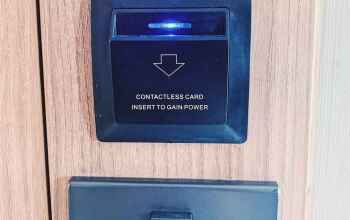 CONTACTLESS CARD
INSERT TO GAIN POWER